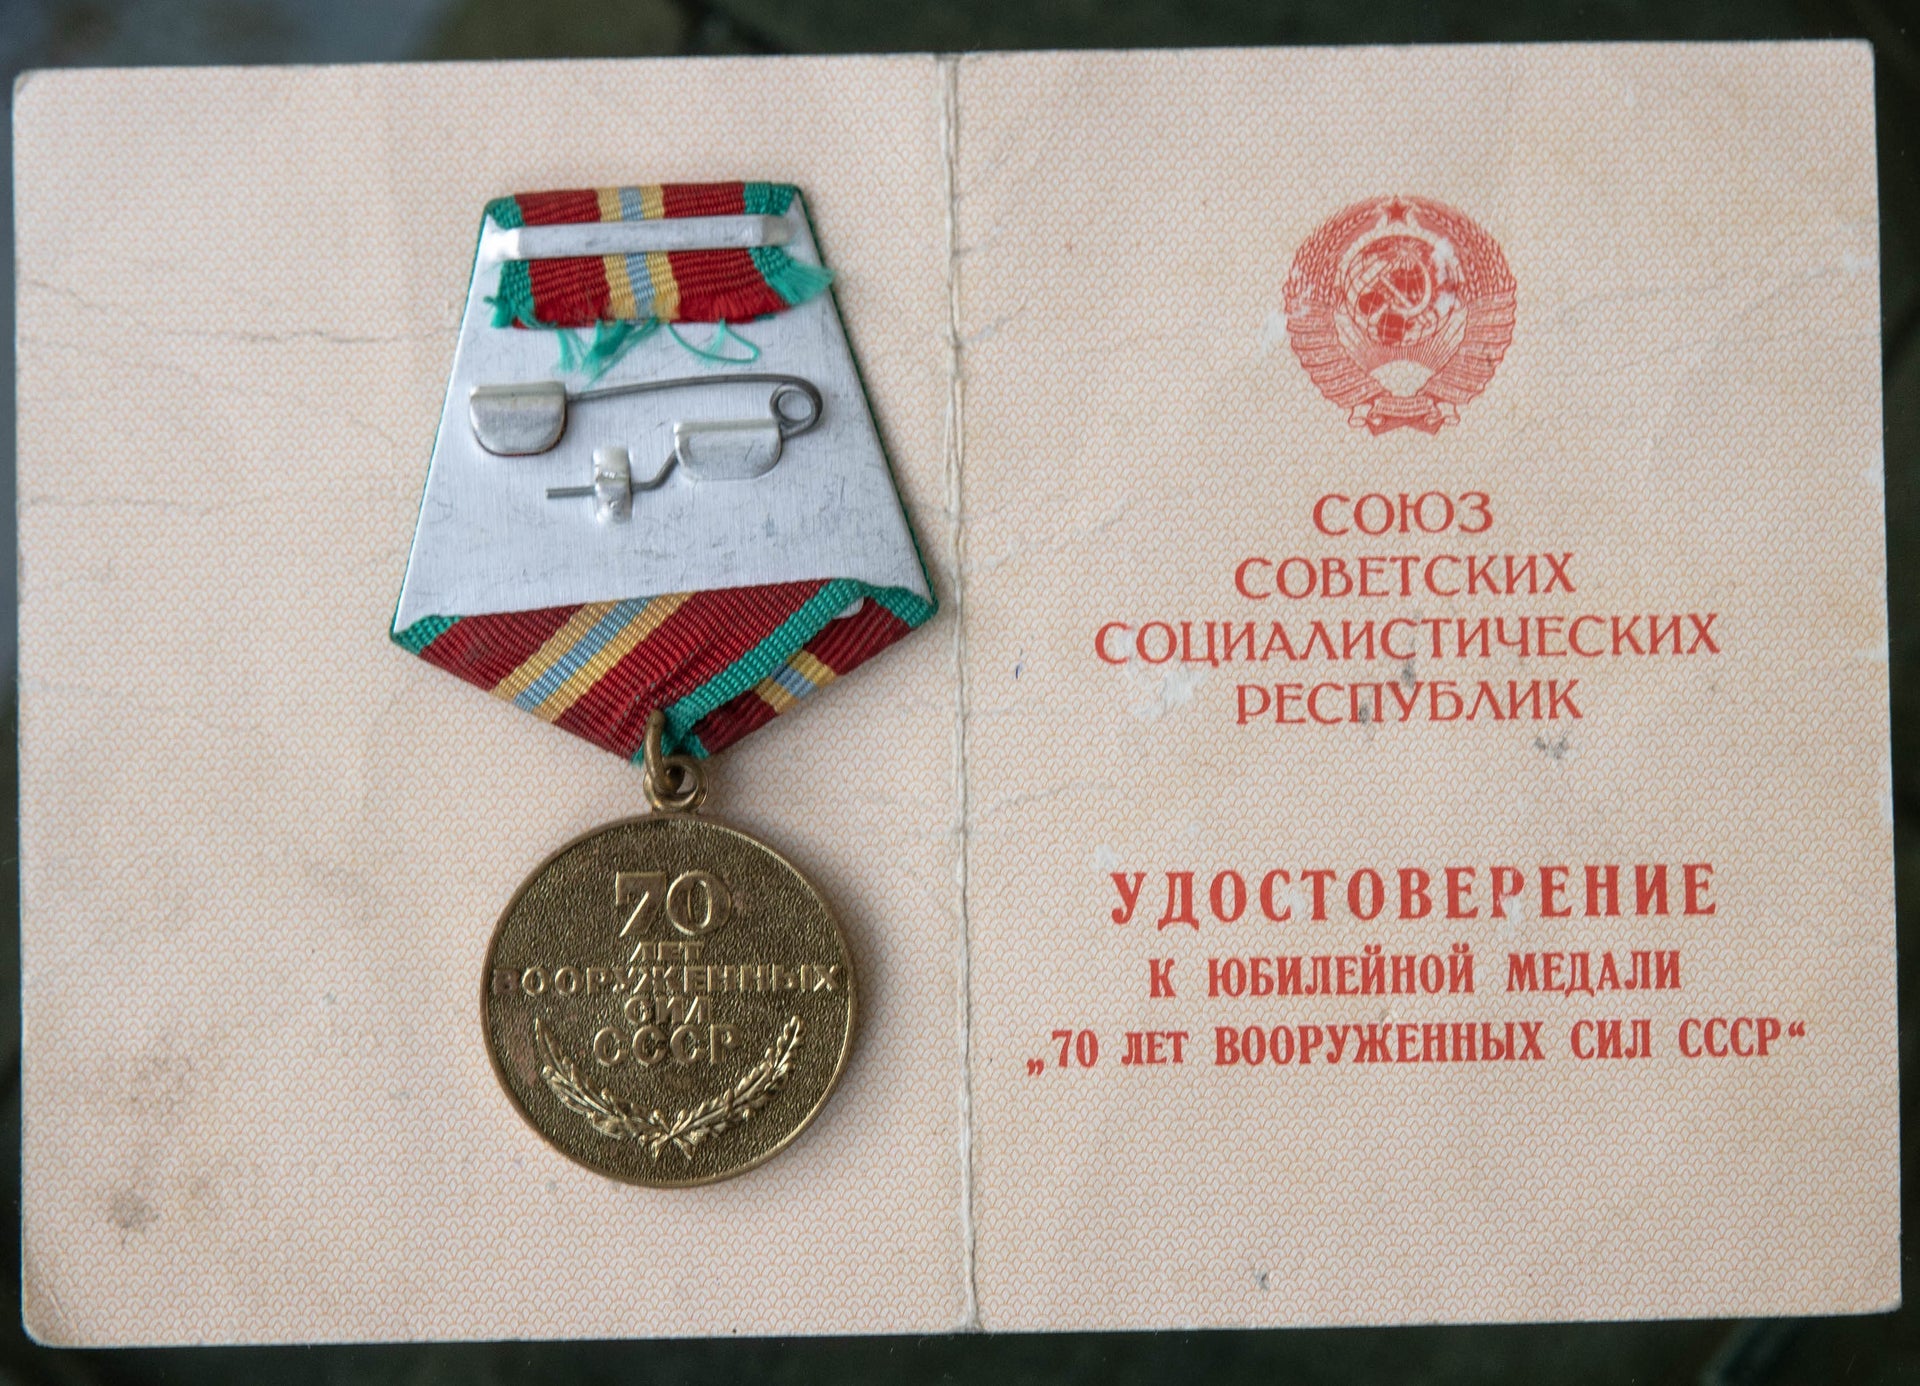 70
ЛЕТ
ВООРУЖЕННЫХ
СИЛ
СССР
СОЮЗ
СОВЕТСКИХ
СОЦИАЛИСТИЧЕСКИХ
РЕСПУБЛИК
УДОСТОВЕРЕНИЕ
К ЮБИЛЕЙНОЙ МЕДАЛИ
„70 ЛЕТ ВООРУЖЕННЫХ СИЛ СССР“